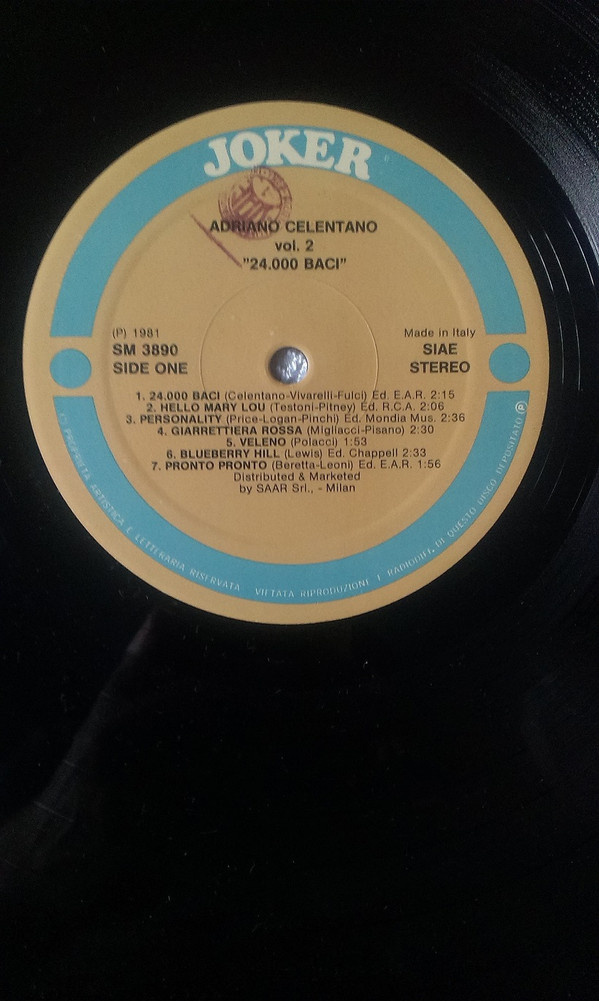 JOKER
ADRIANO CELENTANO
vol. 2
"24.000 BACI"
(P) 1981
SM 3890
SIDE ONE
Made in Italy
SIAE
STEREO
1. 24.000 BACI (Celentano-Vivarelli-Fulci) Ed. E.A.R. 2:15
2. HELLO MARY LOU (Testoni-Pitney) Ed. R.C.A. 2:06
3. PERSONALITY (Price-Logan-Pinchi) Ed. Mondia Mus. 2:36
4. GIARRETTIERA ROSSA (Migliacci-Pisano) 2:30
5. VELENO (Polacci) 1:53
6. BLUEBERRY HILL (Lewis) Ed. Chappell 2:33
7. PRONTO PRONTO (Beretta-Leoni) Ed. E.A.R. 1:56
Distributed & Marketed
by SAAR Srl., - Milan
PROPRIETÀ ARTISTICA E LETTERARIA RISERVATA VIETATA RIPRODUZIONE RADIODIFF. DI QUESTO DISCO DEPOSITATO Ⓟ